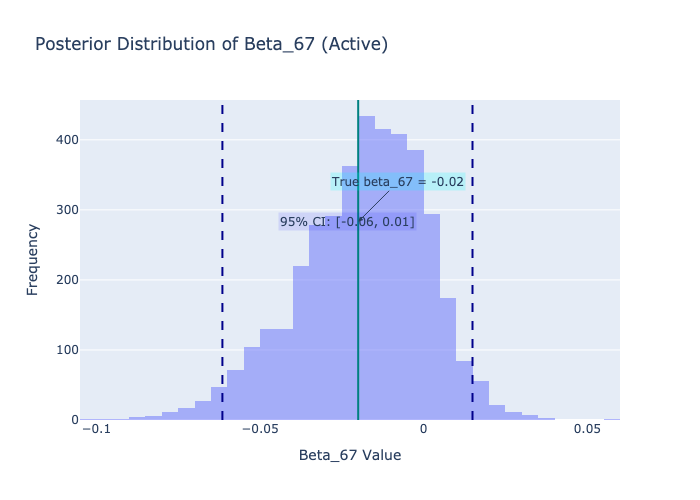 Posterior Distribution of Beta_67 (Active)
400
300
200
100
0
Frequency
True beta_67 = -0.02
95% CI: [-0.06, 0.01]
−0.1
−0.05
0
0.05
Beta_67 Value